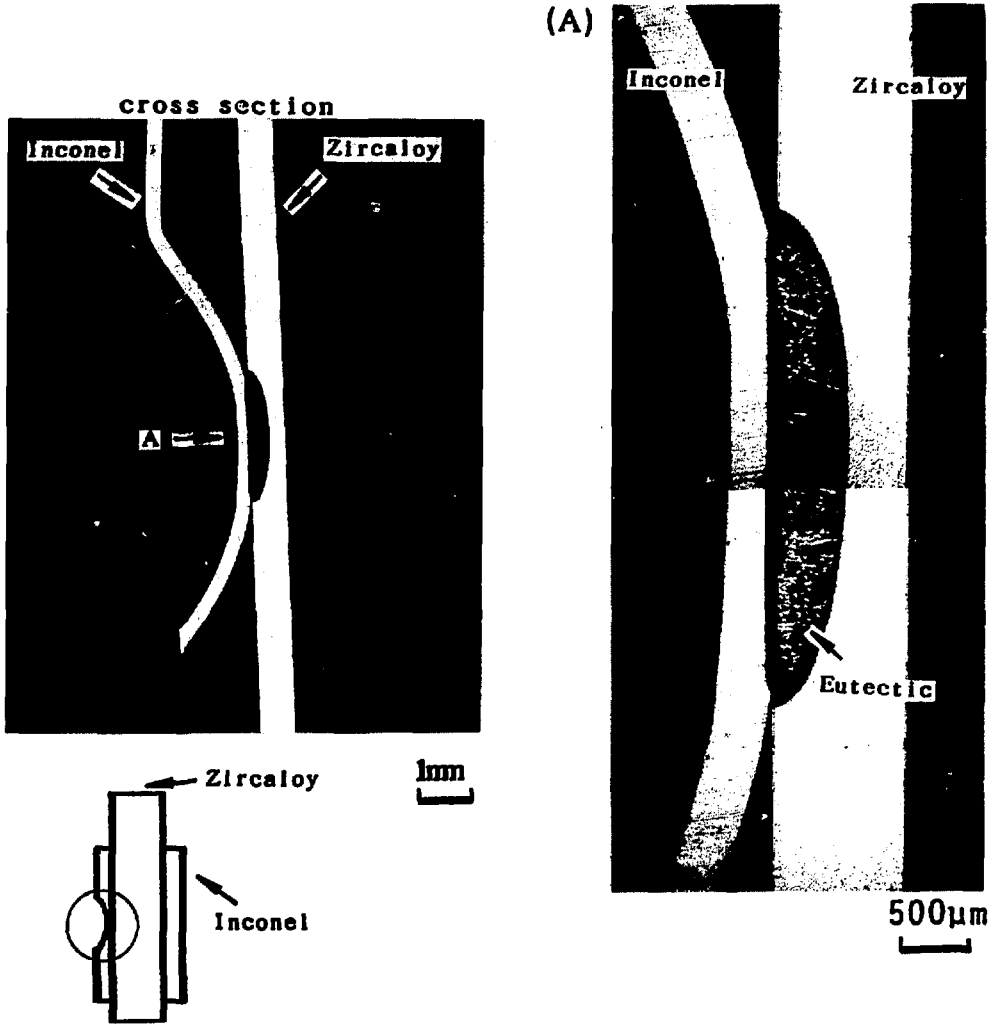 cross section
Inconel
Zircaloy
A
1mm
Zircaloy
Inconel
(A)
Inconel
Zircaloy
Eutectic
500μm